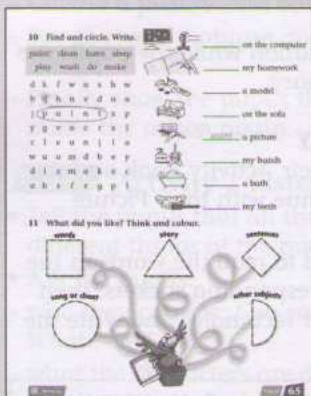 10 Find and circle. Write.
paint clean have sleep
play wash do make
on the computer
my homework
a model
on the sofa
paint a picture
my hands
a bath
my teeth
d k f w a s h w
j p a i n t x p
y g v o c r a l
c l e a n j l a
w u u m d b e y
d i z m a k e c
o b s f r g p l
11 What did you like? Think and colour.
words
story
sentences
song or chant
other subjects
65